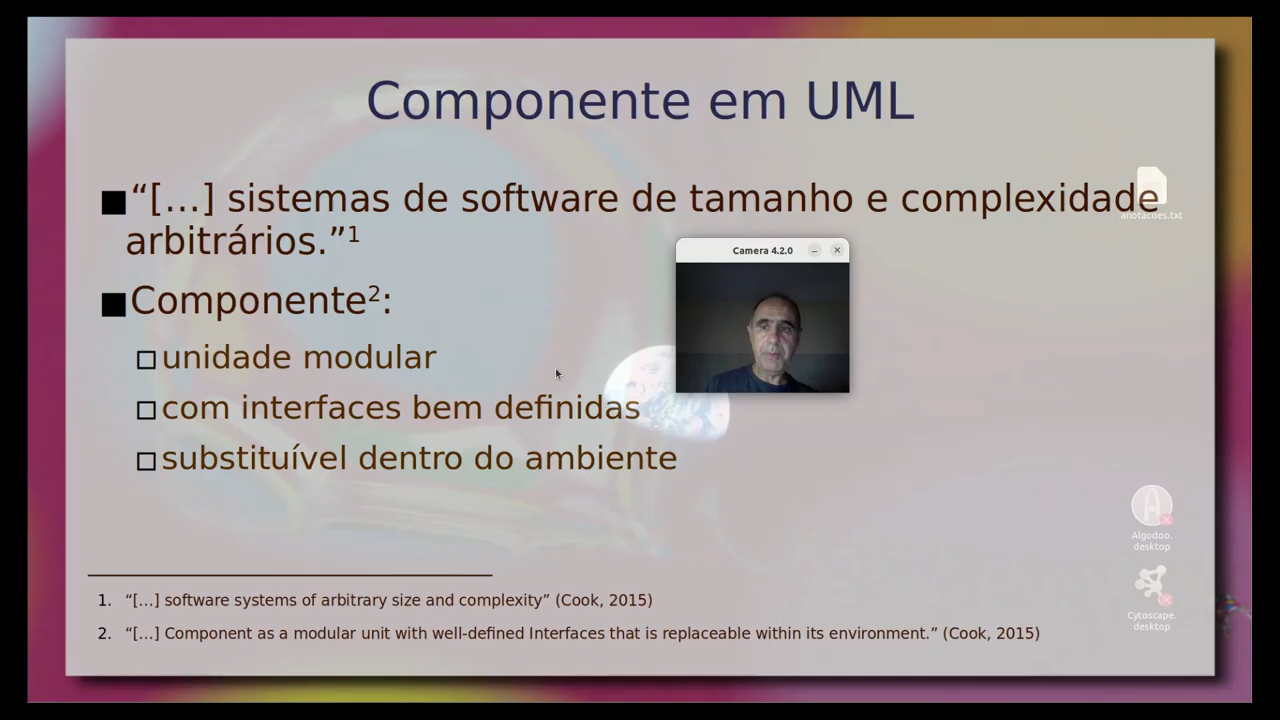 Componente em UML
■“[…] sistemas de software de tamanho e complexidade
arbitrários.”¹
anotacoes.txt
Camera 4.2.0
■Componente²:
□unidade modular
□com interfaces bem definidas
□substituível dentro do ambiente
Algodoo.
desktop
Cytoscape.
desktop
1. “[…] software systems of arbitrary size and complexity” (Cook, 2015)
2. “[…] Component as a modular unit with well-defined Interfaces that is replaceable within its environment.” (Cook, 2015)